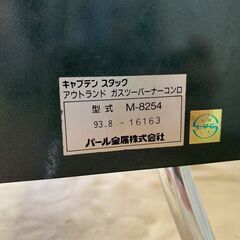 キャプテン スタック
アウトランド ガスツーバーナーコンロ
型式 M-8254
93.8 - 16163
パール金属株式会社